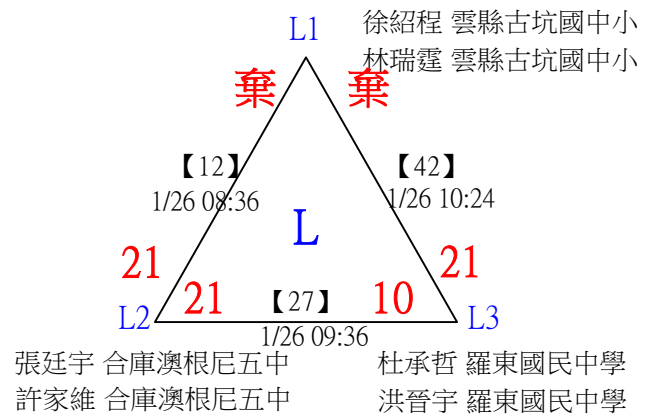 L1
徐紹程 雲縣古坑國中小
林瑞霆 雲縣古坑國中小
棄 棄
【12】 【42】
1/26 08:36 1/26 10:24
L
21 21
21 【27】 10
L2 L3
1/26 09:36
張廷宇 合庫澳根尼五中 杜承哲 羅東國民中學
許家維 合庫澳根尼五中 洪晉宇 羅東國民中學